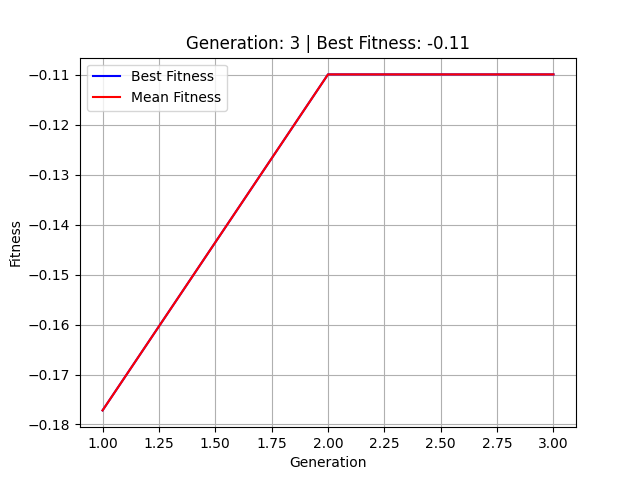 Generation: 3 | Best Fitness: -0.11
Best Fitness
Mean Fitness
−0.11
−0.12
−0.13
−0.14
−0.15
−0.16
−0.17
−0.18
Fitness
1.00 1.25 1.50 1.75 2.00 2.25 2.50 2.75 3.00
Generation